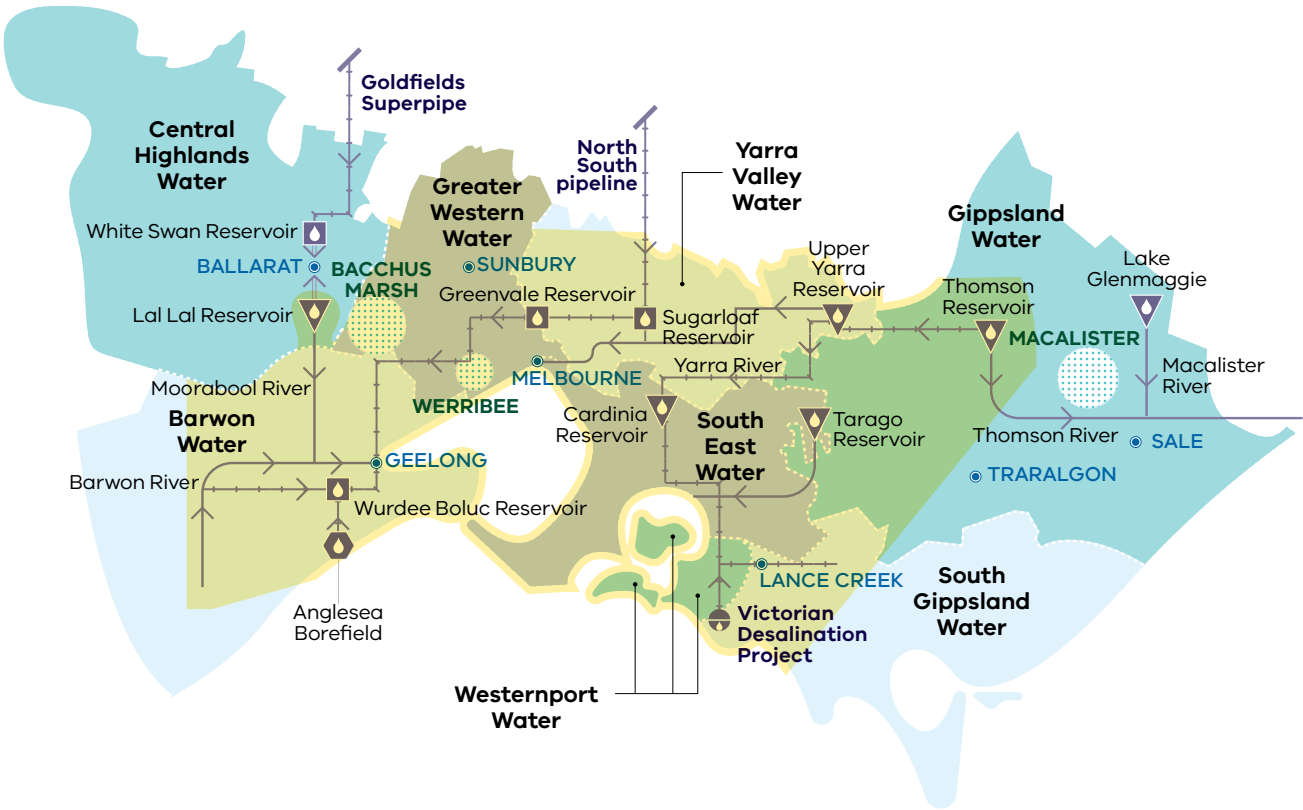 Goldfields
Superpipe
Central
Highlands
Water
North
South
pipeline
Yarra
Valley
Water
Greater
Western
Water
Gippsland
Water
White Swan Reservoir
BALLARAT
BACCHUS
MARSH
SUNBURY
Upper
Yarra
Reservoir
Lake
Glenmaggie
Greenvale Reservoir
Thomson
Reservoir
Lal Lal Reservoir
Sugarloaf
Reservoir
MACALISTER
Yarra River
Macalister
River
MELBOURNE
Moorabool River
WERRIBEE
Barwon
Water
Cardinia
Reservoir
South
East
Water
Tarago
Reservoir
Thomson River
SALE
GEELONG
TRARALGON
Barwon River
Wurdee Boluc Reservoir
LANCE CREEK
South
Gippsland
Water
Anglesea
Borefield
Victorian
Desalination
Project
Westernport
Water